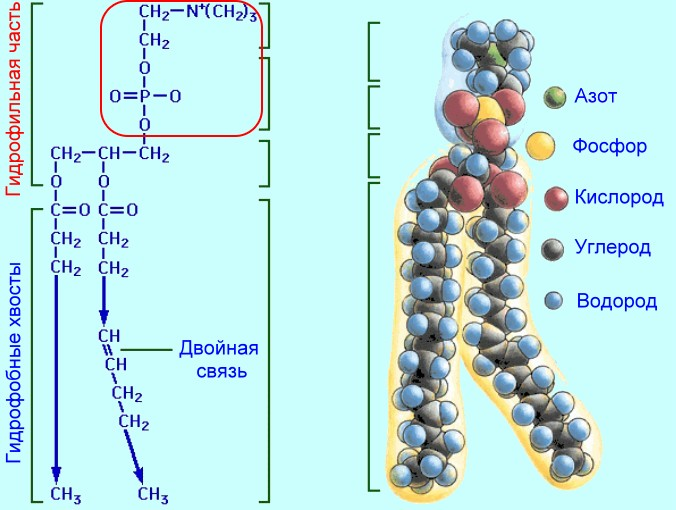 Гидрофильная часть
Гидрофобные хвосты
CH₂–N⁺(CH₂)₃
CH₂
O
O=P–O
O
CH₂–CH–CH₂
O O
C=O C=O
CH₂ CH₂
CH₂ CH₂
CH
CH
CH₂
CH₂
CH₃ CH₃
Двойная
связь
Азот
Фосфор
Кислород
Углерод
Водород